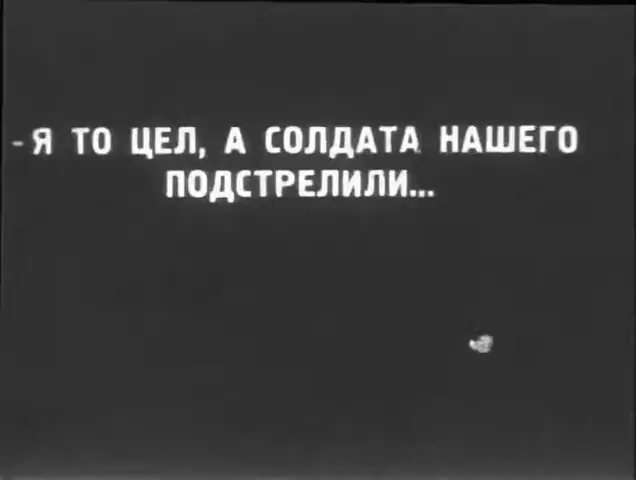 - Я ТО ЦЕЛ, А СОЛДАТА НАШЕГО
ПОДСТРЕЛИЛИ...